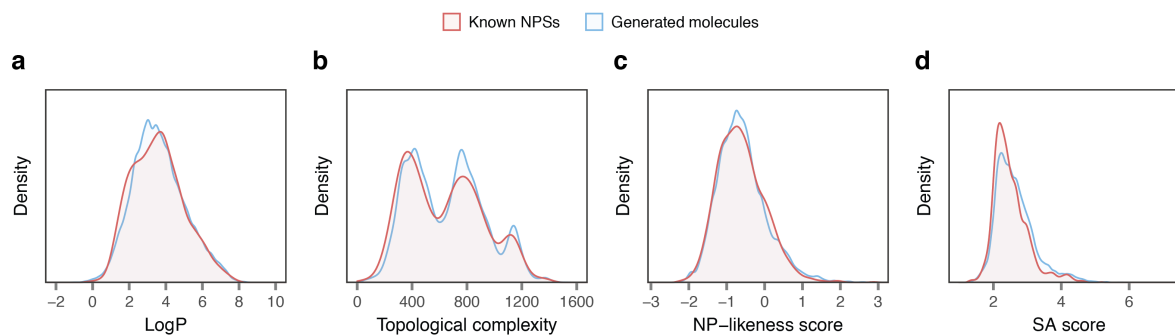 Known NPSs Generated molecules
a b c d
Density Density Density Density
−2 0 2 4 6 8 10
0 400 800 1200 1600
−3 −2 −1 0 1 2 3
2 4 6
LogP Topological complexity NP−likeness score SA score